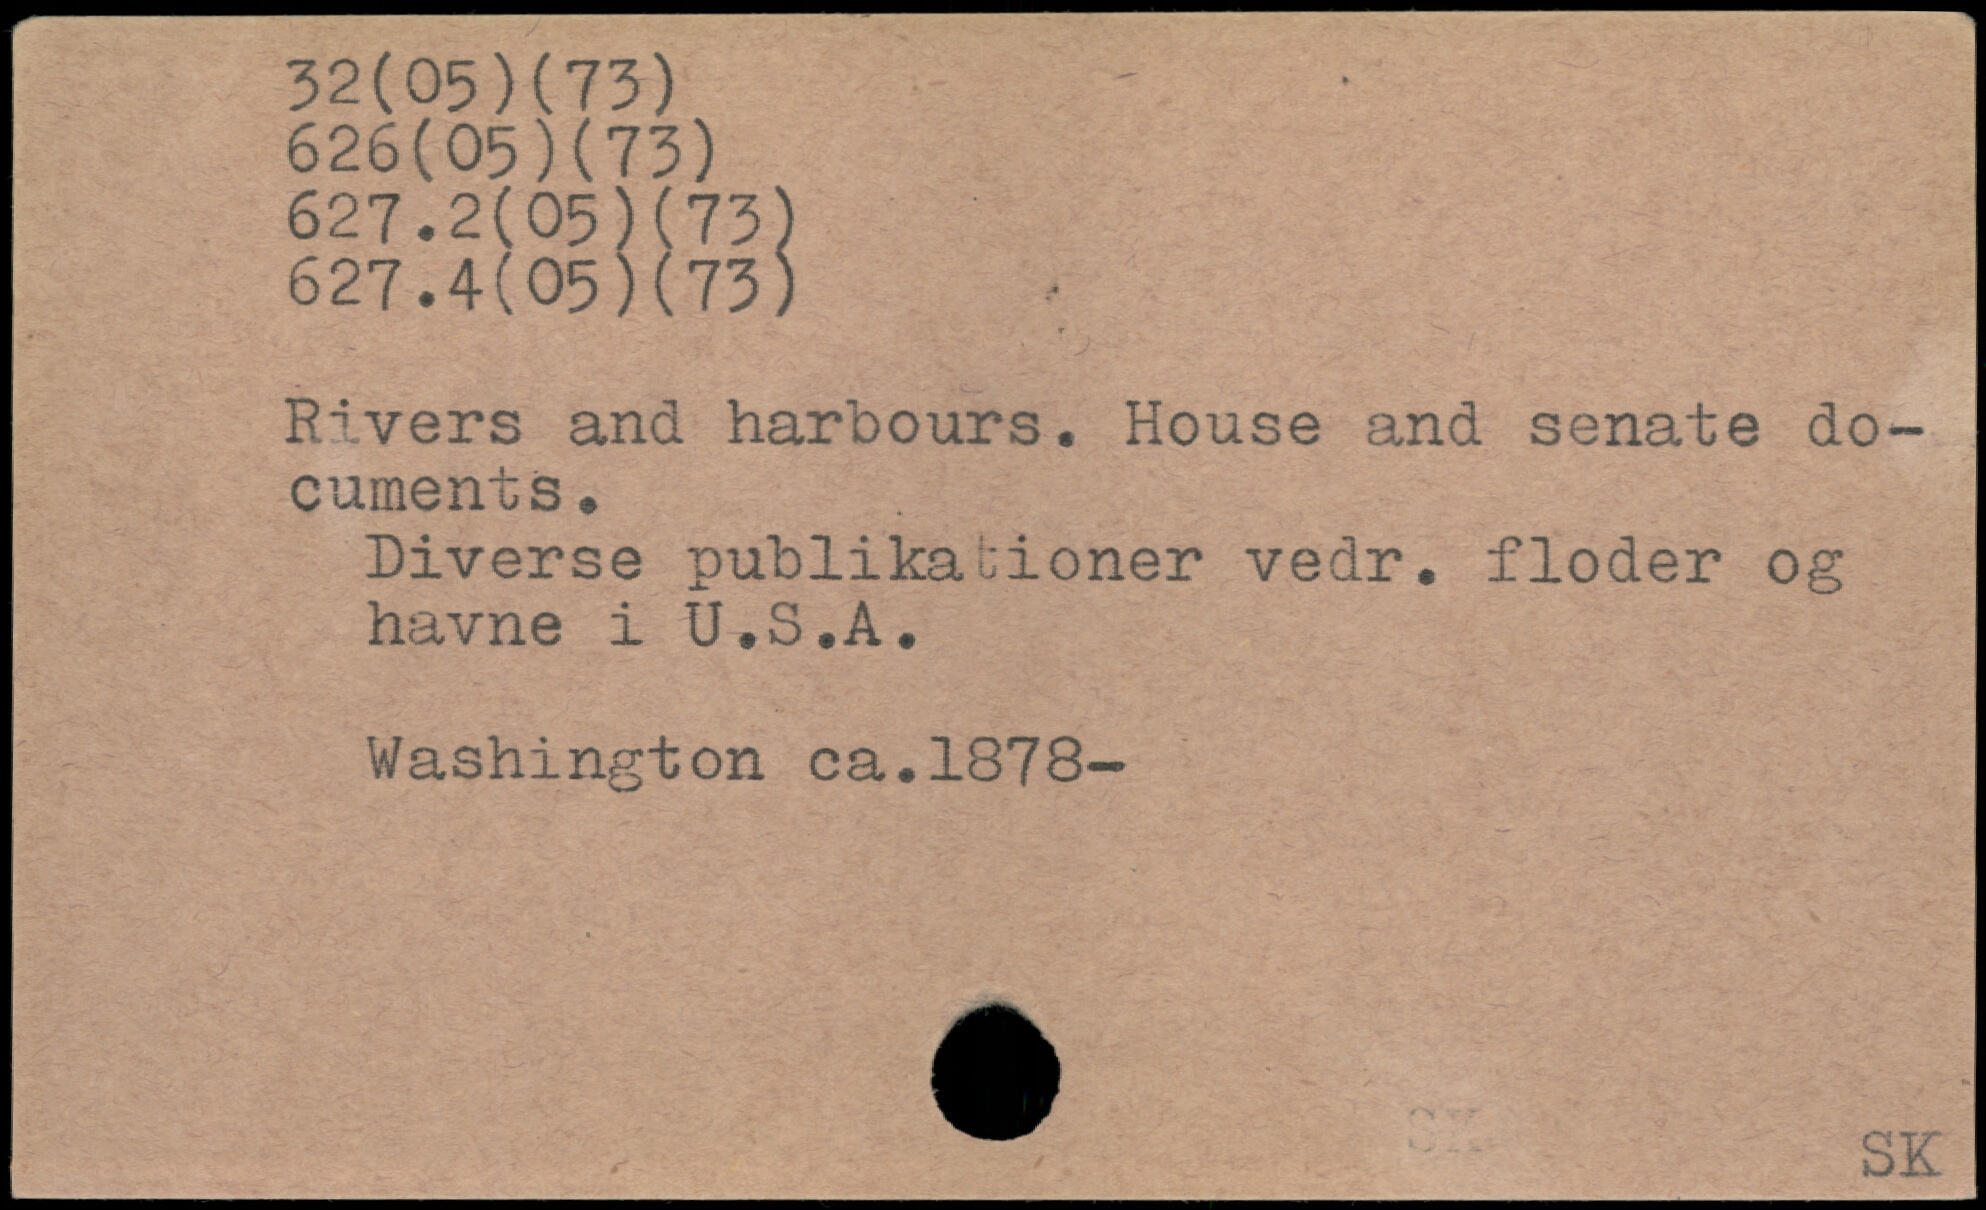 32(05)(73)
626(05)(73)
627.2(05)(73)
627.4(05)(73)
Rivers and harbours. House and senate do-
cuments.
Diverse publikationer vedr. floder og
havne i U.S.A.
Washington ca.1878-
SK
SK